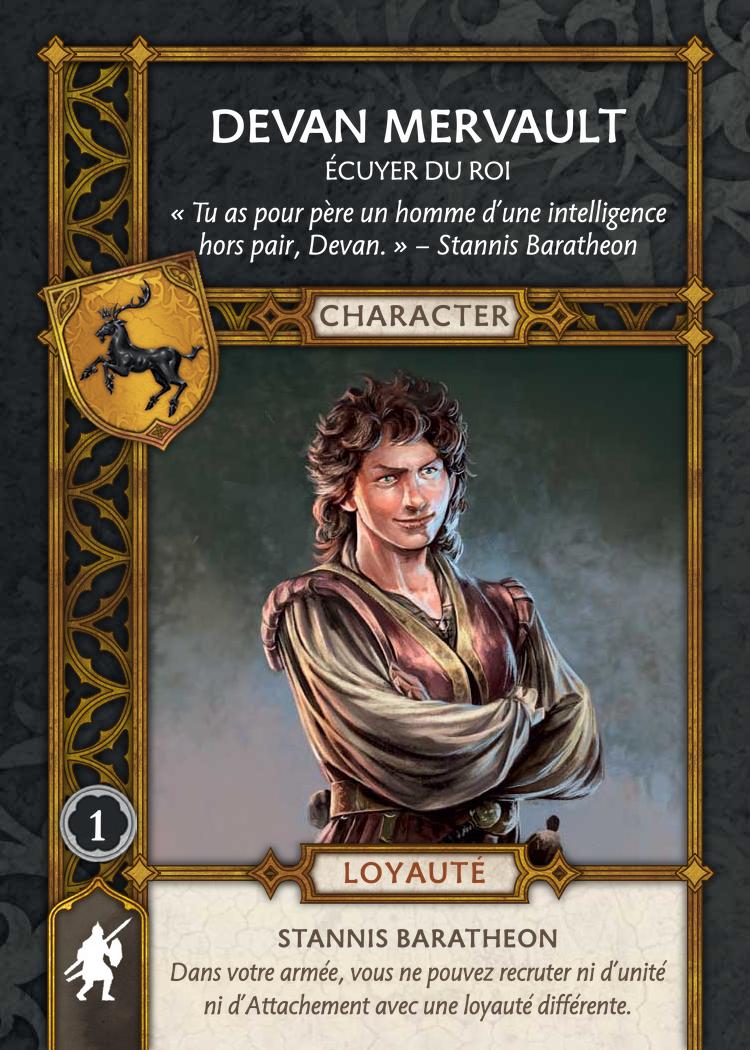 DEVAN MERVAULT
ÉCUYER DU ROI
« Tu as pour père un homme d'une intelligence
hors pair, Devan. » – Stannis Baratheon
CHARACTER
1
LOYAUTÉ
STANNIS BARATHEON
Dans votre armée, vous ne pouvez recruter ni d'unité
ni d'Attachement avec une loyauté différente.